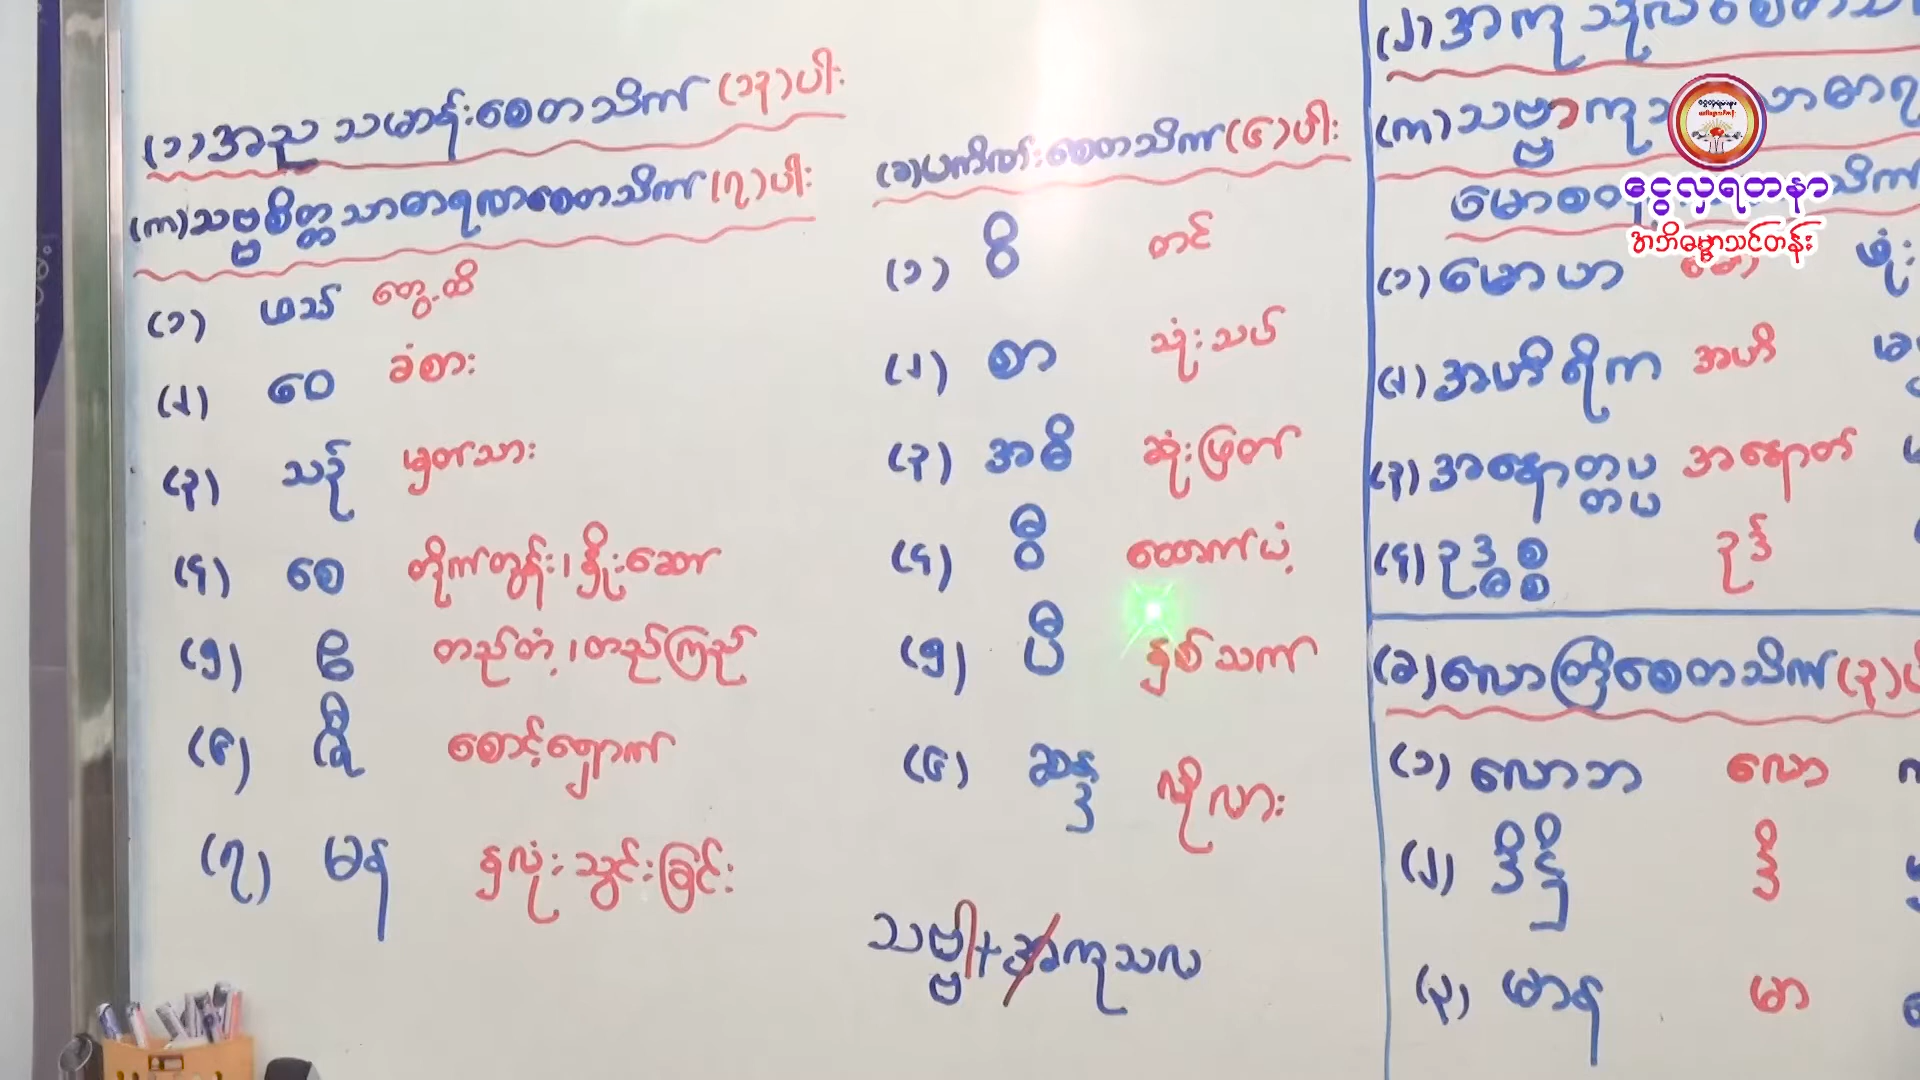 (၁)အညသမာန်းစေတသိက်(၁၃)ပါး
(က)သဗ္ဗစိတ္တသာဓာရဏစေတသိက်(၇)ပါး
(၁) ဖဿ် တွေ့ထိ
(၂) ဝေ ခံစား
(၃) သည် မှတ်သား
(၄) စေ တိုက်တွန်း၊နှိုးဆော်
(၅) ဧ တည်တံ့၊တည်ကြည်
(၆) ဇီ စောင့်ရှောက်
(၇) မန နှလုံးသွင်းခြင်း
(ခ)ပကိဏ်းစေတသိက်(၆)ပါး
(၁) ဝိ တင်
(၂) စာ သုံးသပ်
(၃) အဓိ ဆုံးဖြတ်
(၄) ဝီ ထောက်ပံ့
(၅) ပီ နှစ်သက်
(၆) ဆန္ဒ လိုလား
သဗ္ဗါ+အကုသလ
(၂)အကုသိုလ်စေတသိ
(က)သဗ္ဗာကုသ ဘဓာရ
မောစတု သိက်
(၁)မောဟ မော
(၂)အဟိရိက အဟိ
(၃)အနောတ္တပ္ပ အနောတ်
(၄)ဥဒ္ဓစ္စ ဥဒ်
(ခ)လောတြိစေတသိက်(၃)ပါ
(၁) လောဘ လော
(၂) ဒိဋ္ဌိ ဒိ
(၃) မာန မာ
ငွေလှရတနာ
အဘိဓမ္မာသင်တန်း